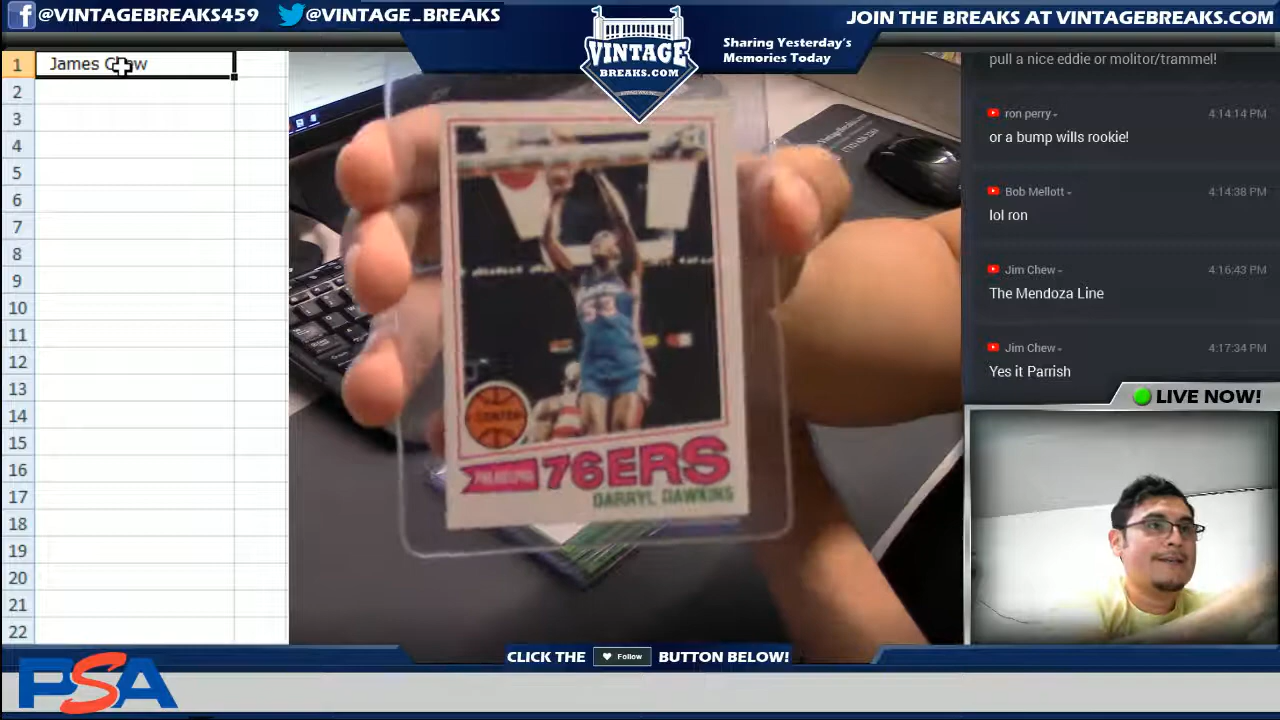 @VINTAGEBREAKS459
@VINTAGE_BREAKS
VINTAGE
BREAKS.COM
Sharing Yesterday's
Memories Today
JOIN THE BREAKS AT VINTAGEBREAKS.COM
1
James
2
3
4
5
6
7
8
9
10
11
12
13
14
15
16
17
18
19
20
21
22
53
CENTER
76ERS
DARRYL DAWKINS
pull a nice eddie or molitor/trammel!
ron perry
4:14:14 PM
or a bump wills rookie!
Bob Mellott
4:14:38 PM
lol ron
Jim Chew
4:16:43 PM
The Mendoza Line
Jim Chew
4:17:34 PM
Yes it Parrish
LIVE NOW!
CLICK THE
Follow
BUTTON BELOW!
PSA